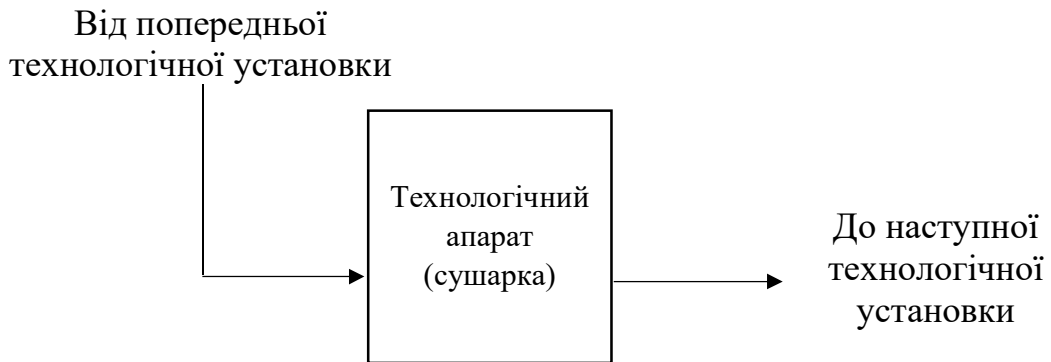 Від попередньої
технологічної установки
Технологічний
апарат
(сушарка)
До наступної
технологічної
установки